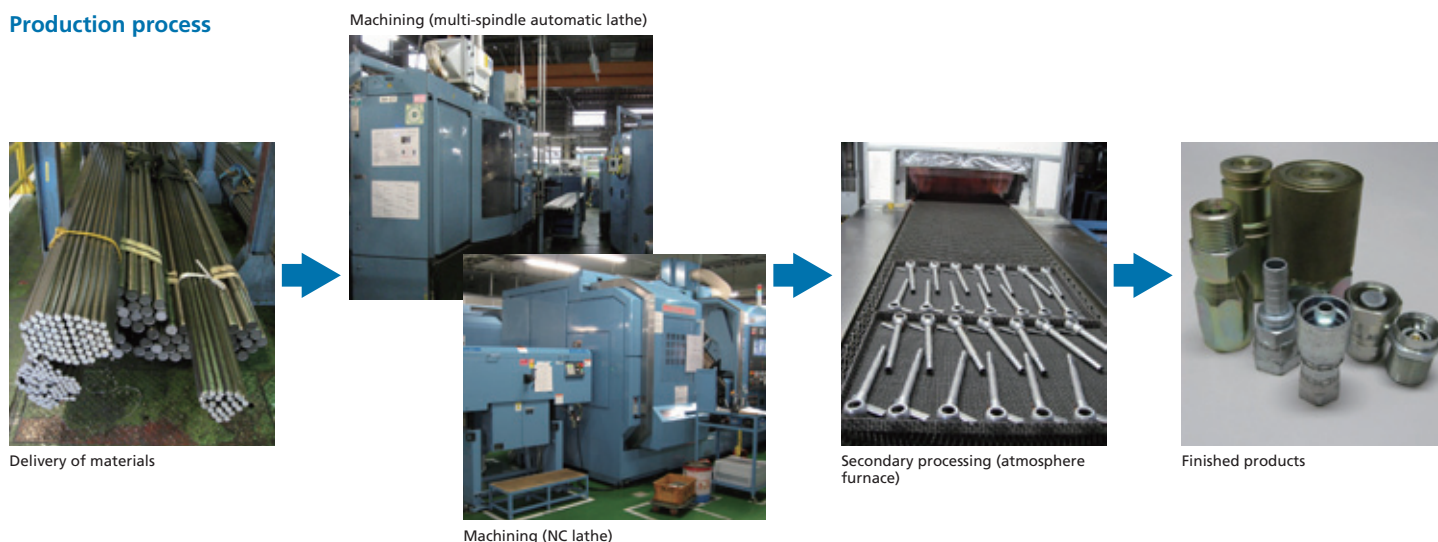 Production process
Machining (multi-spindle automatic lathe)
Delivery of materials
Machining (NC lathe)
Secondary processing (atmosphere
furnace)
Finished products